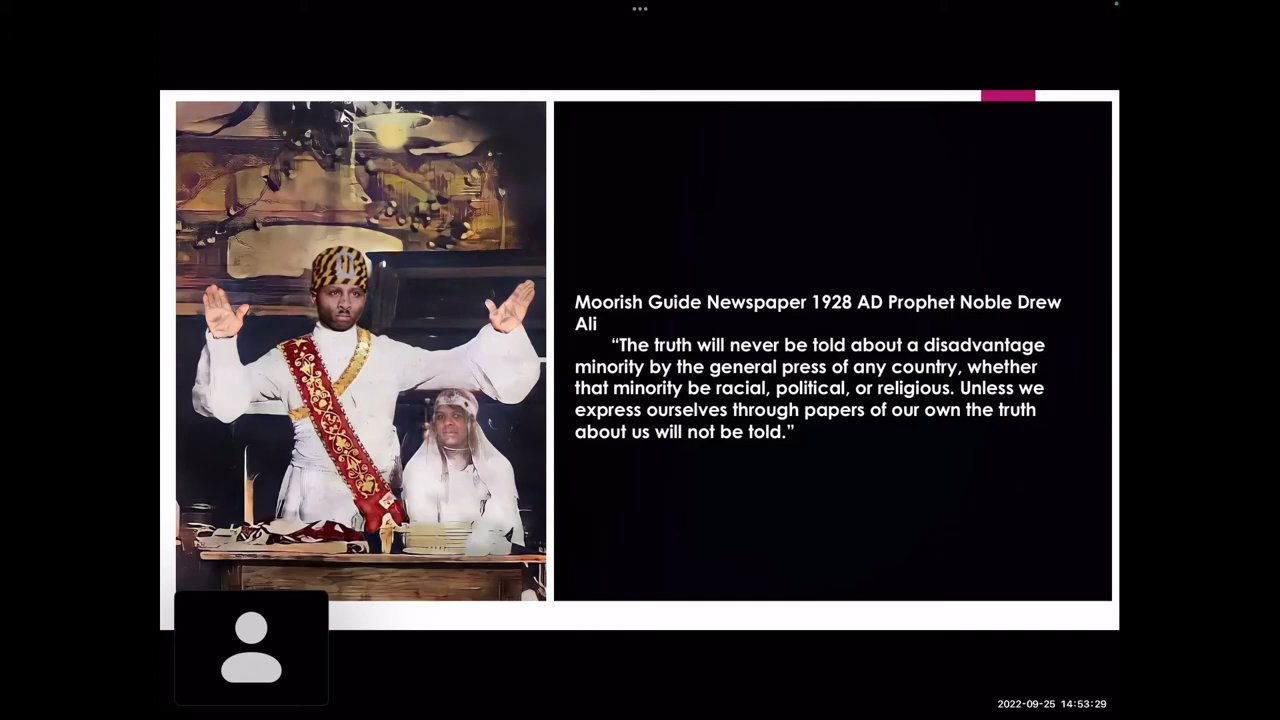 Moorish Guide Newspaper 1928 AD Prophet Noble Drew
Ali
“The truth will never be told about a disadvantage
minority by the general press of any country, whether
that minority be racial, political, or religious. Unless we
express ourselves through papers of our own the truth
about us will not be told.”
2022-09-25 14:53:29